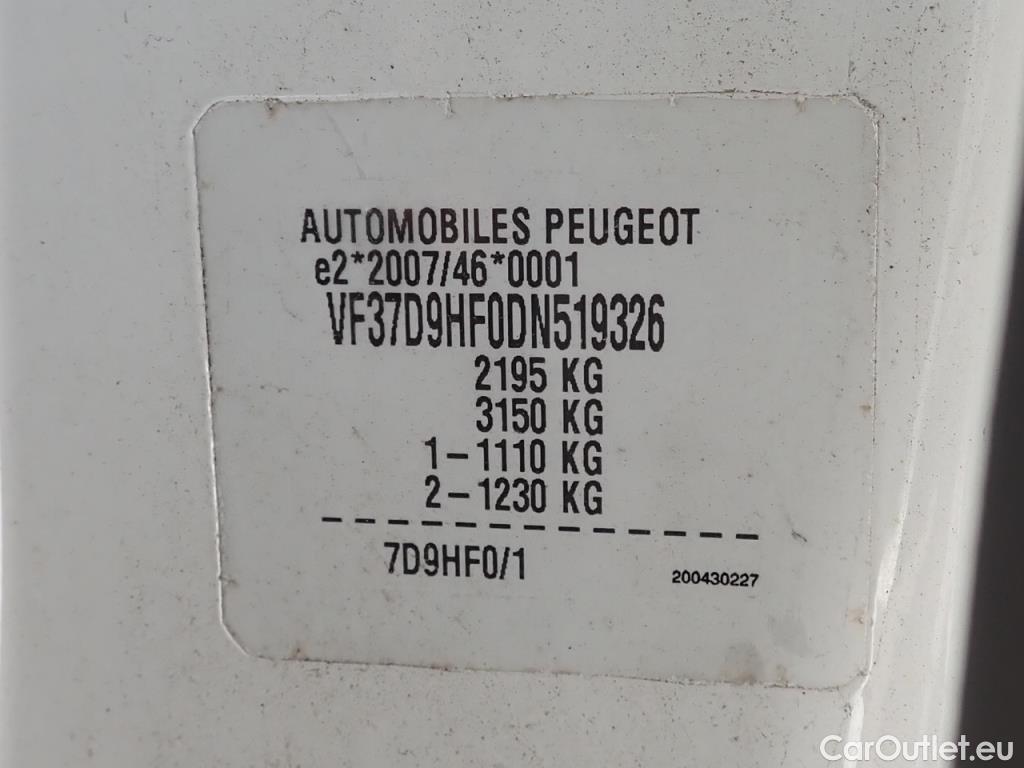 AUTOMOBILES PEUGEOT
e2*2007/46*0001
VF37D9HF0DN519326
2195 KG
3150 KG
1-1110 KG
2-1230 KG
7D9HF0/1
200430227
CarOutlet.eu